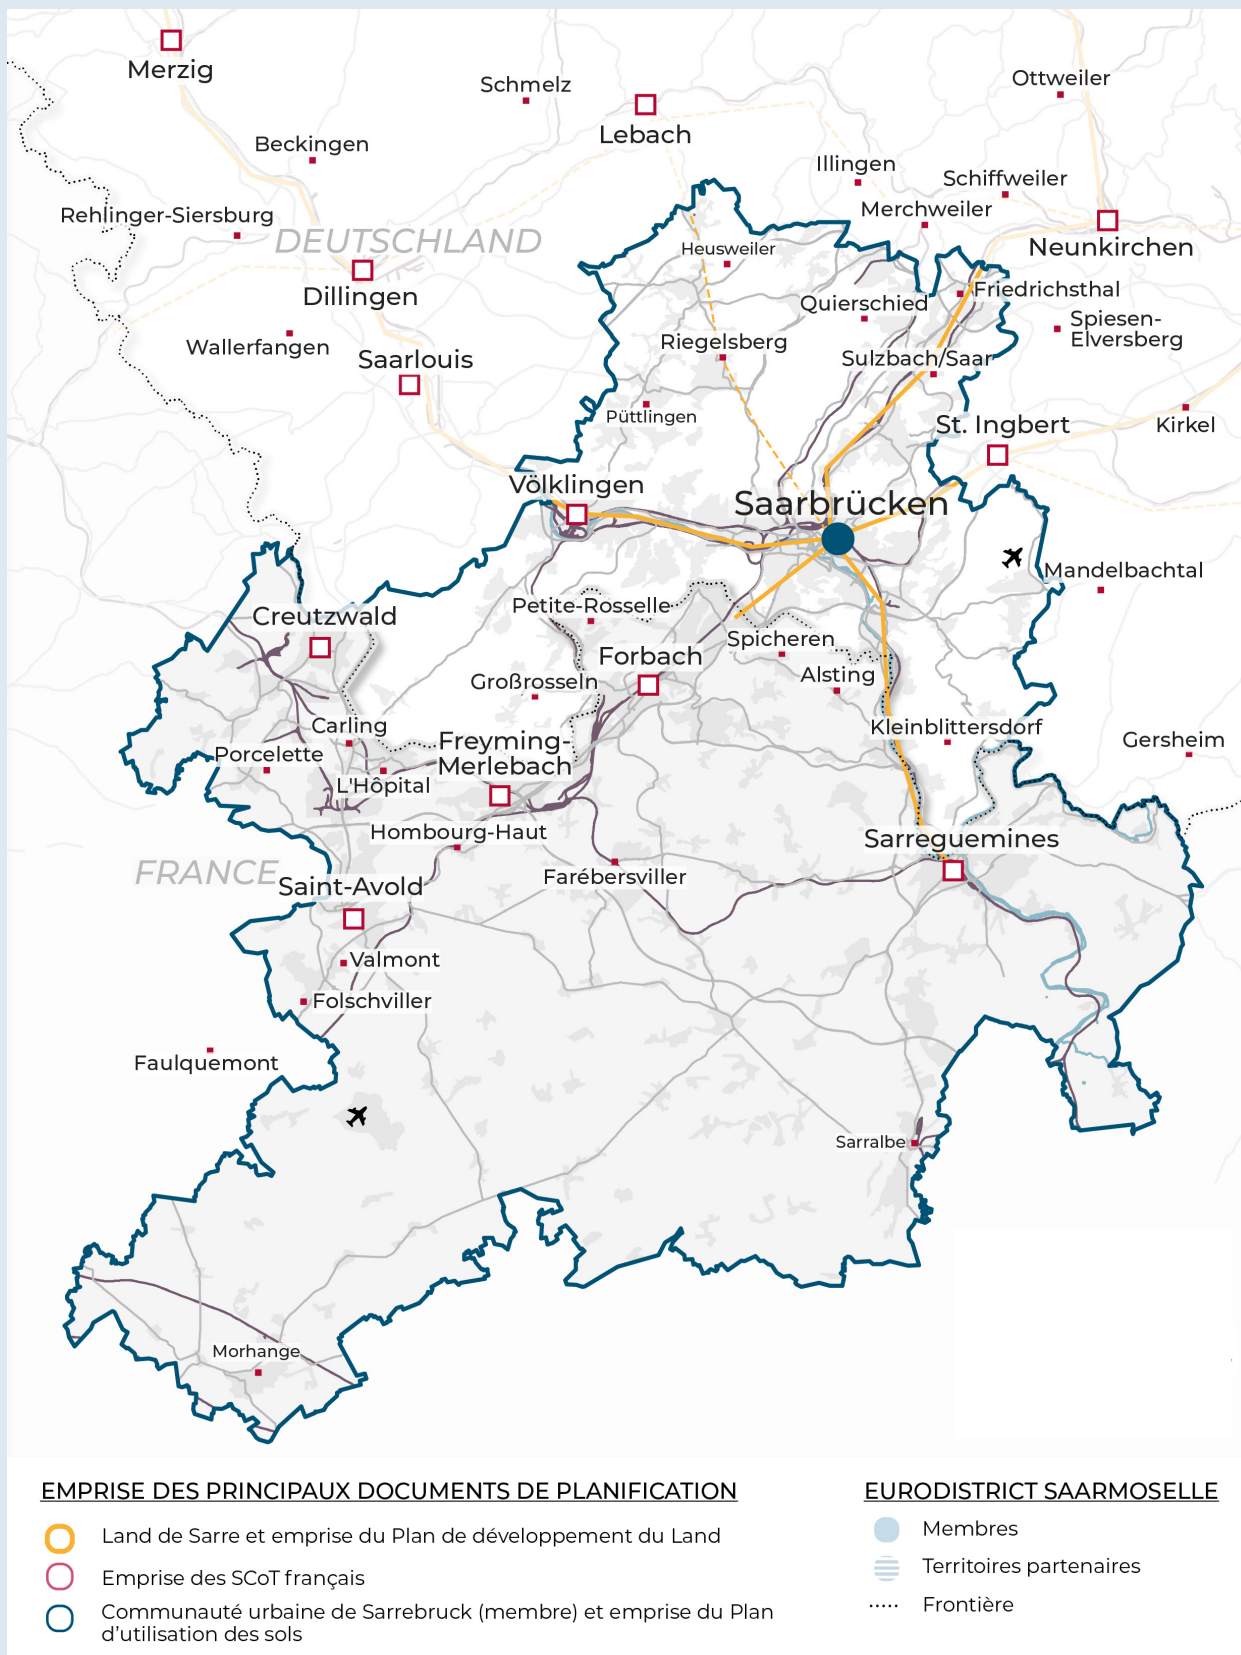 Merzig
Schmelz
Ottweiler
Lebach
Beckingen
Illingen
Schiffweiler
Rehlinger-Siersburg
Merchweiler
DEUTSCHLAND
Heusweiler
Neunkirchen
Dillingen
Quierschied
Friedrichsthal
Spiesen-
Elversberg
Wallerfangen
Riegelsberg
Saarlouis
Sulzbach/Saar
Püttlingen
St. Ingbert
Kirkel
Völklingen
Saarbrücken
Mandelbachtal
Creutzwald
Petite-Rosselle
Spicheren
Forbach
Großrosseln
Alsting
Carling
Kleinblittersdorf
Porcelette
Freyming-
Merlebach
Gersheim
L'Hôpital
Hombourg-Haut
Sarreguemines
FRANCE
Farébersviller
Saint-Avold
Valmont
Folschviller
Faulquemont
Sarralbe
Morhange
EMPRISE DES PRINCIPAUX DOCUMENTS DE PLANIFICATION
Land de Sarre et emprise du Plan de développement du Land
Emprise des SCoT français
Communauté urbaine de Sarrebruck (membre) et emprise du Plan
d'utilisation des sols
EURODISTRICT SAARMOSELLE
Membres
Territoires partenaires
Frontière